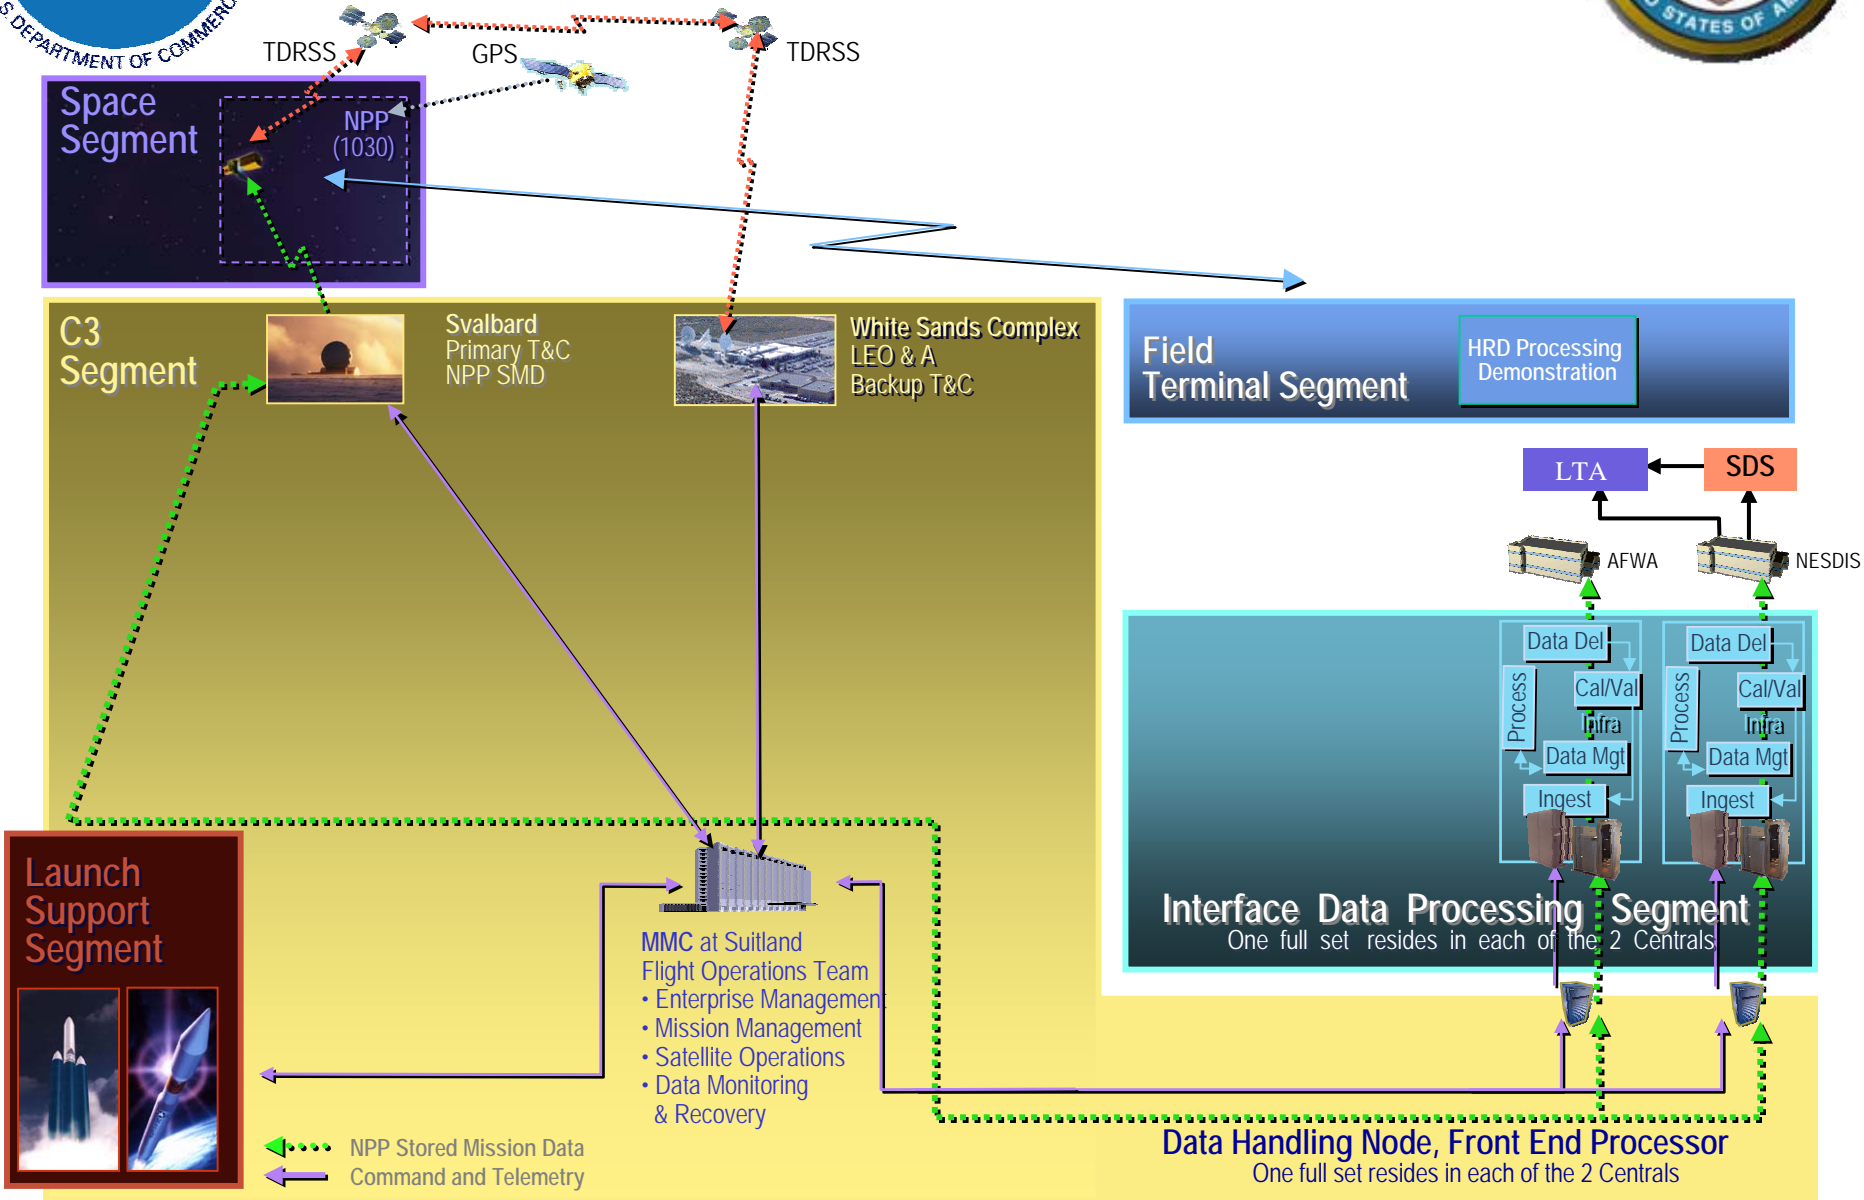 S. DEPARTMENT OF COMMERC
D STATES OF AM
TDRSS
GPS
TDRSS
Space
Segment
NPP
(1030)
C3
Segment
Svalbard
Primary T&C
NPP SMD
White Sands Complex
LEO & A
Backup T&C
Field
Terminal Segment
HRD Processing
Demonstration
LTA
SDS
AFWA
NESDIS
Data Del
Cal/Val
Process
Infra
Data Mgt
Ingest
Data Del
Cal/Val
Process
Infra
Data Mgt
Ingest
Interface Data Processing Segment
One full set resides in each of the 2 Centrals
Launch
Support
Segment
MMC at Suitland
Flight Operations Team
• Enterprise Management
• Mission Management
• Satellite Operations
• Data Monitoring
& Recovery
NPP Stored Mission Data
Command and Telemetry
Data Handling Node, Front End Processor
One full set resides in each of the 2 Centrals